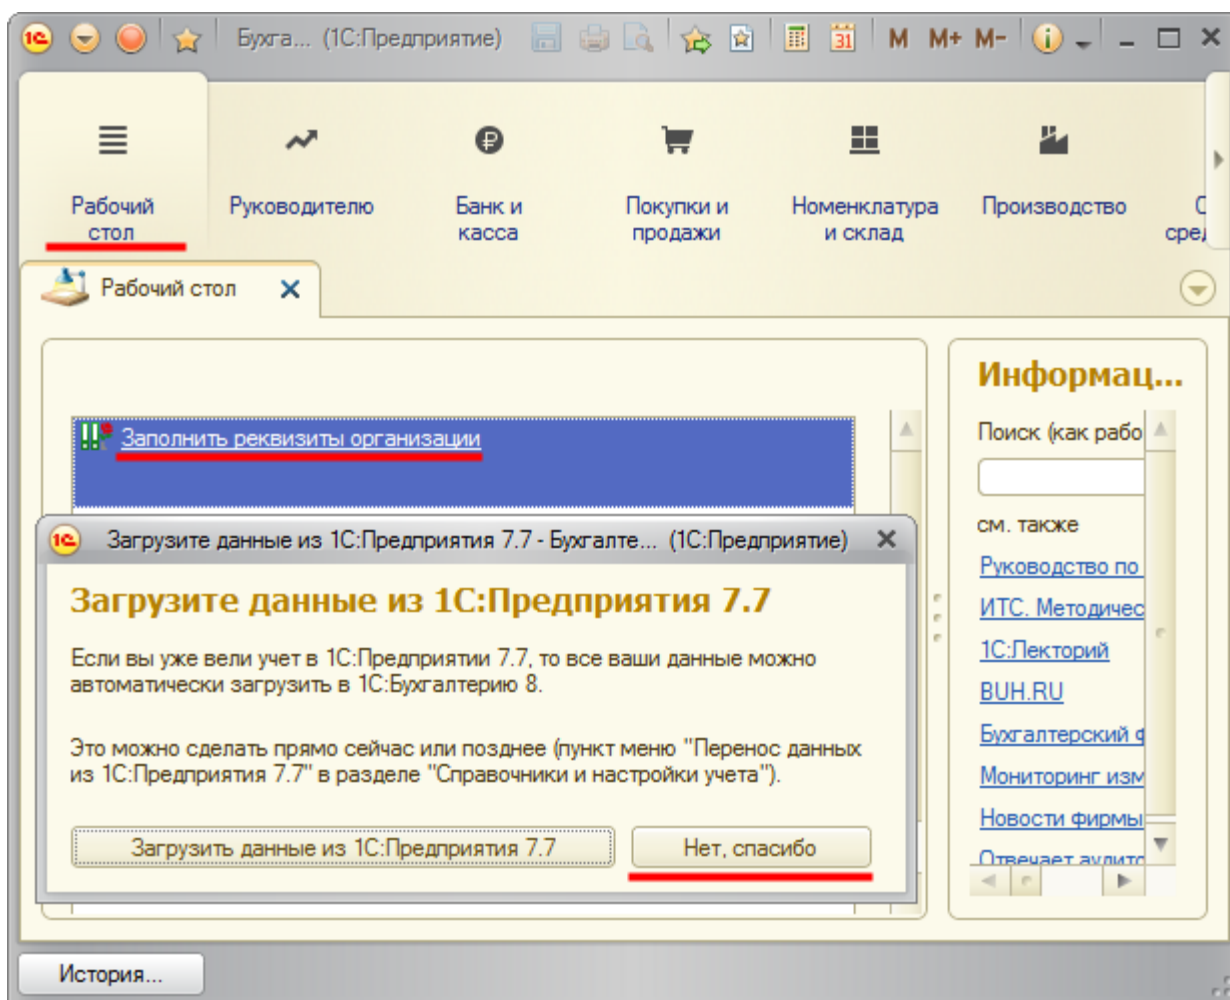 Бухга... (1С:Предприятие)
31
M M+ M-
Рабочий стол
Руководителю
Банк и касса
Покупки и продажи
Номенклатура и склад
Производство
Рабочий стол
Заполнить реквизиты организации
Информац...
Поиск (как рабо
см. также
Руководство по
ИТС. Методичес
1С:Лекторий
BUH.RU
Бухгалтерский ф
Мониторинг изм
Новости фирмы
Отвечает аудито
Загрузите данные из 1С:Предприятия 7.7 - Бухгалте... (1С:Предприятие)
Загрузите данные из 1С:Предприятия 7.7
Если вы уже вели учет в 1С:Предприятии 7.7, то все ваши данные можно
автоматически загрузить в 1С:Бухгалтерию 8.
Это можно сделать прямо сейчас или позднее (пункт меню "Перенос данных
из 1С:Предприятия 7.7" в разделе "Справочники и настройки учета").
Загрузить данные из 1С:Предприятия 7.7
Нет, спасибо
История...